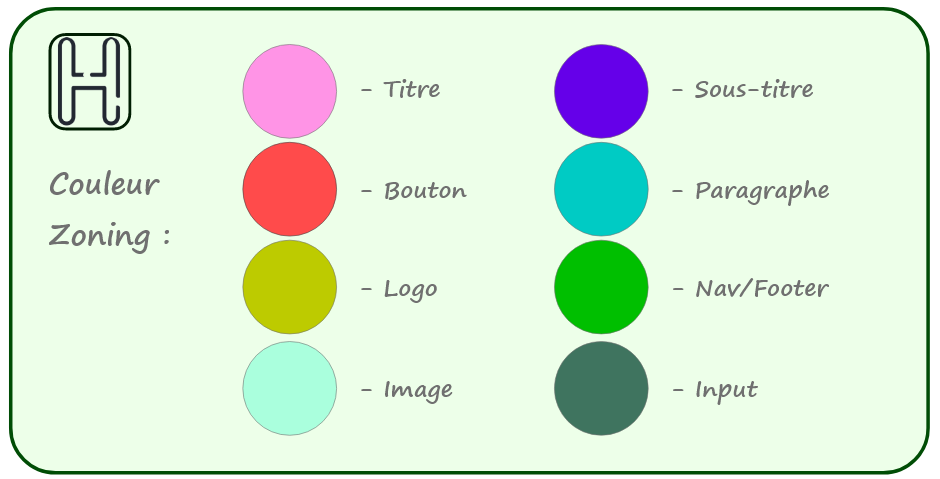 H
Couleur
Zoning :
- Titre
- Bouton
- Logo
- Image
- Sous-titre
- Paragraphe
- Nav/Footer
- Input